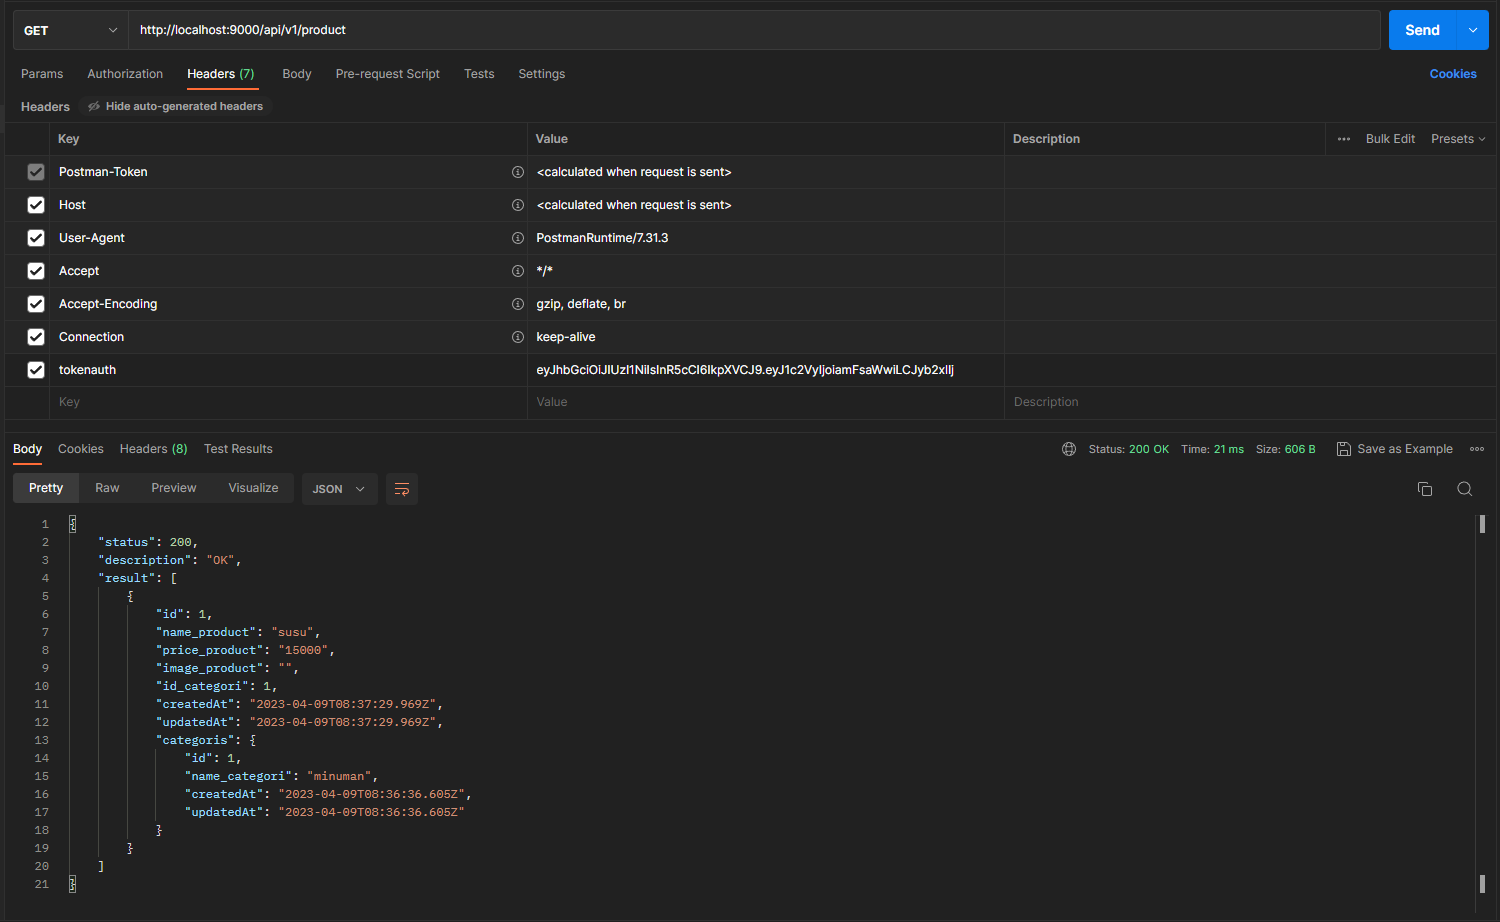 GET http://localhost:9000/api/v1/product Send
Params Authorization Headers (7) Body Pre-request Script Tests Settings Cookies
Headers Hide auto-generated headers
Key Value Description ••• Bulk Edit Presets
Postman-Token <calculated when request is sent>
Host <calculated when request is sent>
User-Agent PostmanRuntime/7.31.3
Accept */*
Accept-Encoding gzip, deflate, br
Connection keep-alive
tokenauth eyJhbGciOiJIUzI1NiIsInR5cCI6IkpXVCJ9.eyJ1c2VyIjoiamFsaWwiLCJyb2xlIj
Key Value Description
Body Cookies Headers (8) Test Results Status: 200 OK Time: 21 ms Size: 606 B Save as Example
Pretty Raw Preview Visualize JSON
1 {
2 "status": 200,
3 "description": "OK",
4 "result": [
5 {
6 "id": 1,
7 "name_product": "susu",
8 "price_product": "15000",
9 "image_product": "",
10 "id_categori": 1,
11 "createdAt": "2023-04-09T08:37:29.969Z",
12 "updatedAt": "2023-04-09T08:37:29.969Z",
13 "categoris": {
14 "id": 1,
15 "name_categori": "minuman",
16 "createdAt": "2023-04-09T08:36:36.605Z",
17 "updatedAt": "2023-04-09T08:36:36.605Z"
18 }
19 }
20 ]
21 }